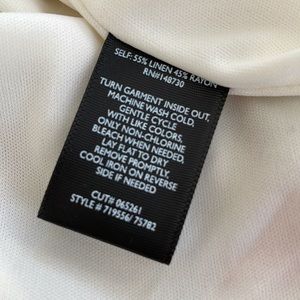 SELF: 55% LINEN 45% RAYON
RN#148730
TURN GARMENT INSIDE OUT,
MACHINE WASH COLD,
GENTLE CYCLE
WITH LIKE COLORS,
ONLY NON-CHLORINE
BLEACH WHEN NEEDED,
LAY FLAT TO DRY
REMOVE PROMPTLY,
COOL IRON ON REVERSE
SIDE IF NEEDED
CUT# 065261
STYLE # 719556/ 75782